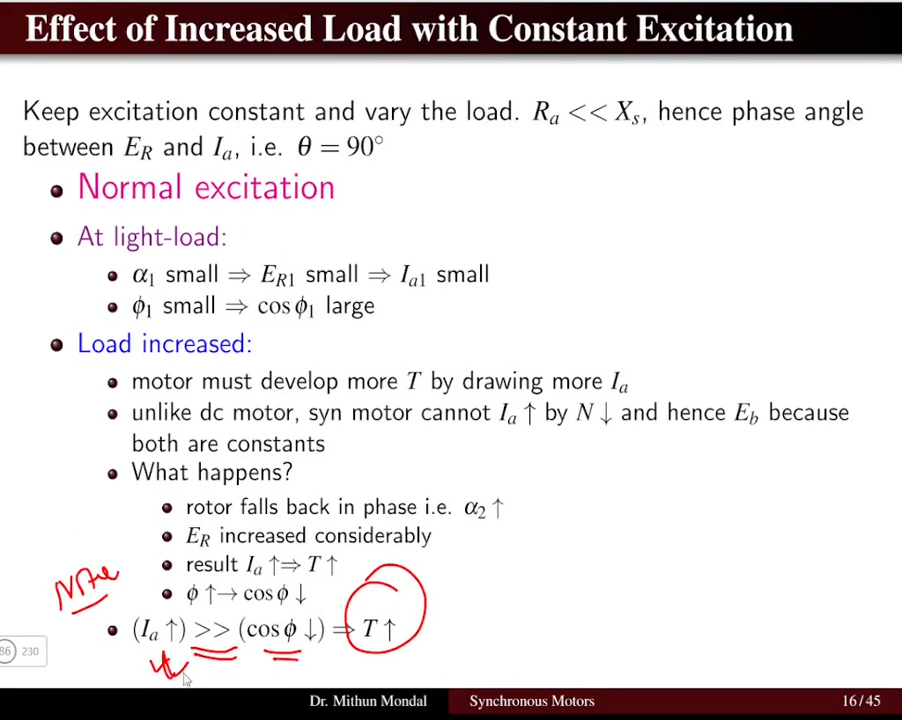 Effect of Increased Load with Constant Excitation
Keep excitation constant and vary the load. Rₐ << Xₛ, hence phase angle
between E_R and Iₐ, i.e. θ = 90°
• Normal excitation
• At light-load:
• α₁ small ⇒ E_R1 small ⇒ Iₐ₁ small
• ϕ₁ small ⇒ cos ϕ₁ large
• Load increased:
• motor must develop more T by drawing more Iₐ
• unlike dc motor, syn motor cannot Iₐ ↑ by N ↓ and hence E_b because
both are constants
• What happens?
• rotor falls back in phase i.e. α₂ ↑
• E_R increased considerably
• result Iₐ ↑⇒ T ↑
• ϕ ↑→ cos ϕ ↓
Note
• (Iₐ ↑) >> (cos ϕ ↓) ⇒ T ↑
86 230
Dr. Mithun Mondal Synchronous Motors 16/45